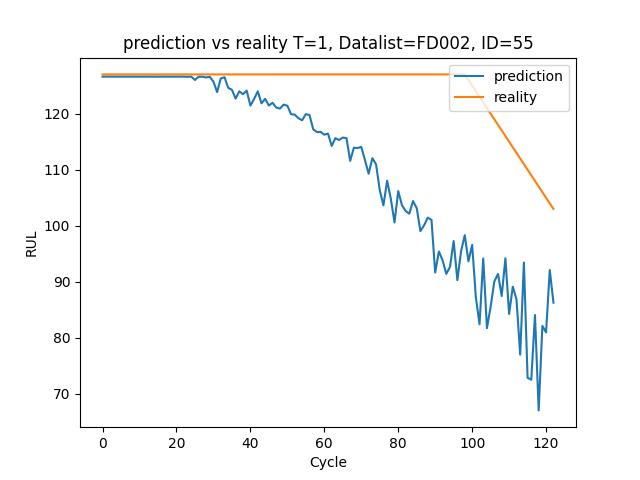 prediction vs reality T=1, Datalist=FD002, ID=55
prediction
reality
120
110
100
90
80
70
RUL
0 20 40 60 80 100 120
Cycle